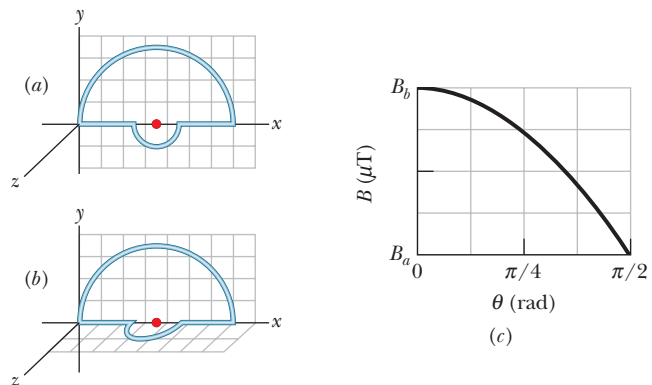 y
(a)
x
z
y
(b)
x
z
B_b
B (μT)
B_a
0
π/4
π/2
θ (rad)
(c)